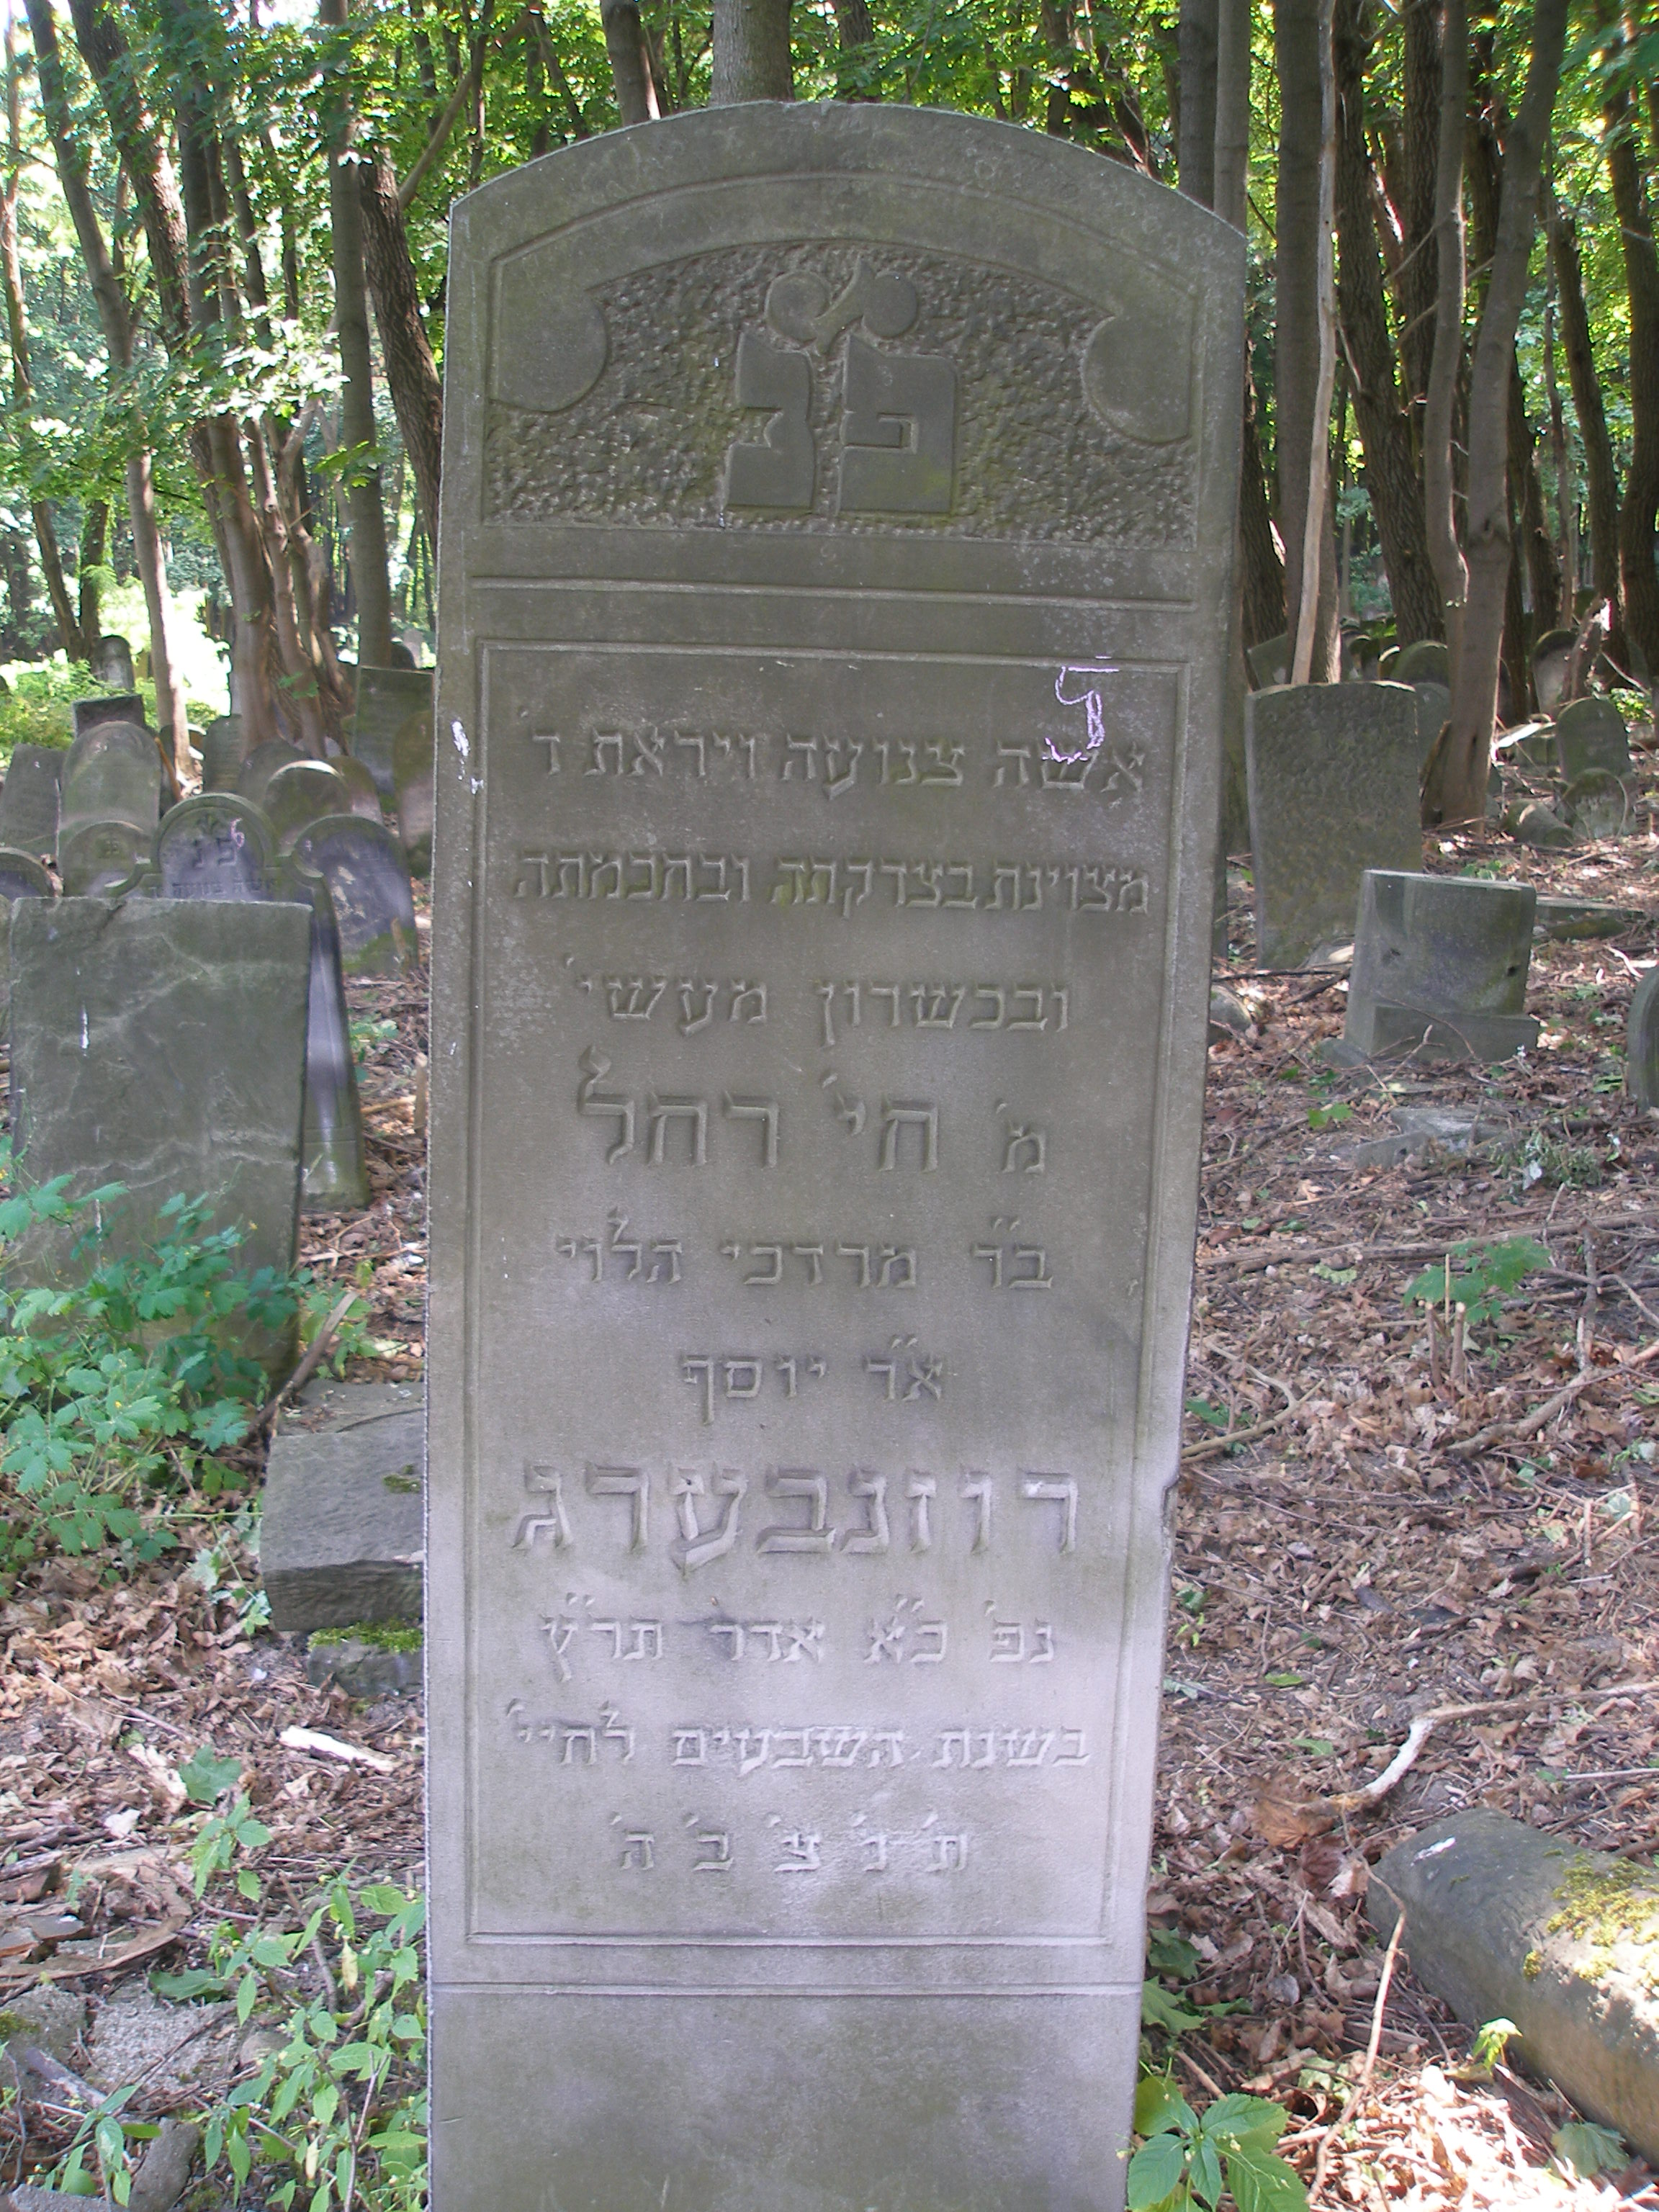 פנ
אשה צנועה ויראת ד'
מצוינת בצדקתה ובחכמתה
ובכשרון מעשי'
מ' חי' רחל
ב"ר מרדכי הלוי
א"ר יוסף
רוזנבערג
נפ' כ"א אדר תר"ץ
בשנת השבעים לחיי'
ת' נ' צ' ב' ה'